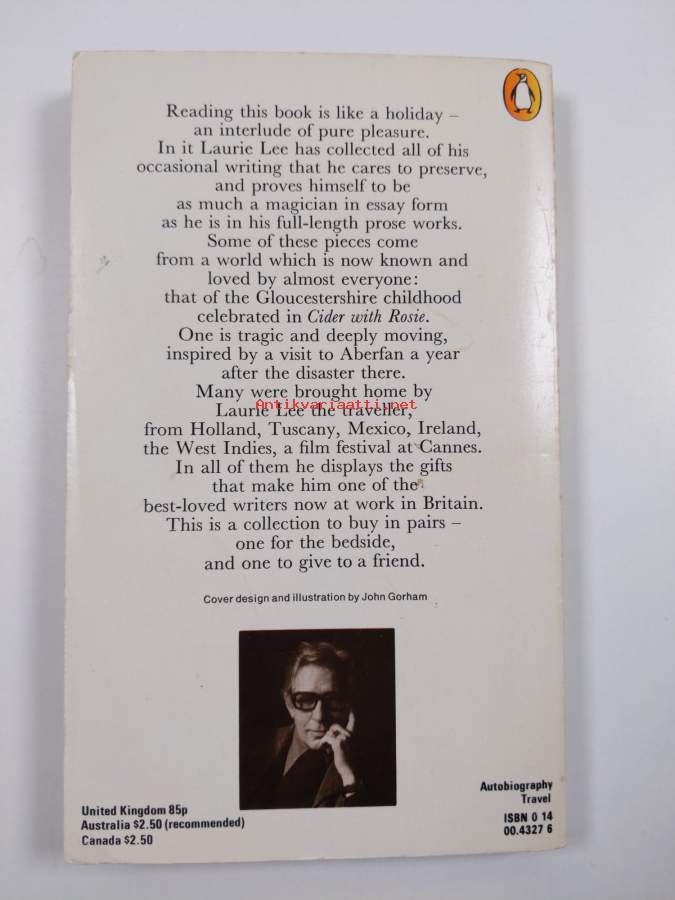 Reading this book is like a holiday –
an interlude of pure pleasure.
In it Laurie Lee has collected all of his
occasional writing that he cares to preserve,
and proves himself to be
as much a magician in essay form
as he is in his full-length prose works.
Some of these pieces come
from a world which is now known and
loved by almost everyone:
that of the Gloucestershire childhood
celebrated in Cider with Rosie.
One is tragic and deeply moving,
inspired by a visit to Aberfan a year
after the disaster there.
Many were brought home by
Antikvariaatti.net
Laurie Lee the traveller,
from Holland, Tuscany, Mexico, Ireland,
the West Indies, a film festival at Cannes.
In all of them he displays the gifts
that make him one of the
best-loved writers now at work in Britain.
This is a collection to buy in pairs –
one for the bedside,
and one to give to a friend.
Cover design and illustration by John Gorham
United Kingdom 85p
Australia $2.50 (recommended)
Canada $2.50
Autobiography
Travel
ISBN 0 14
00.4327 6